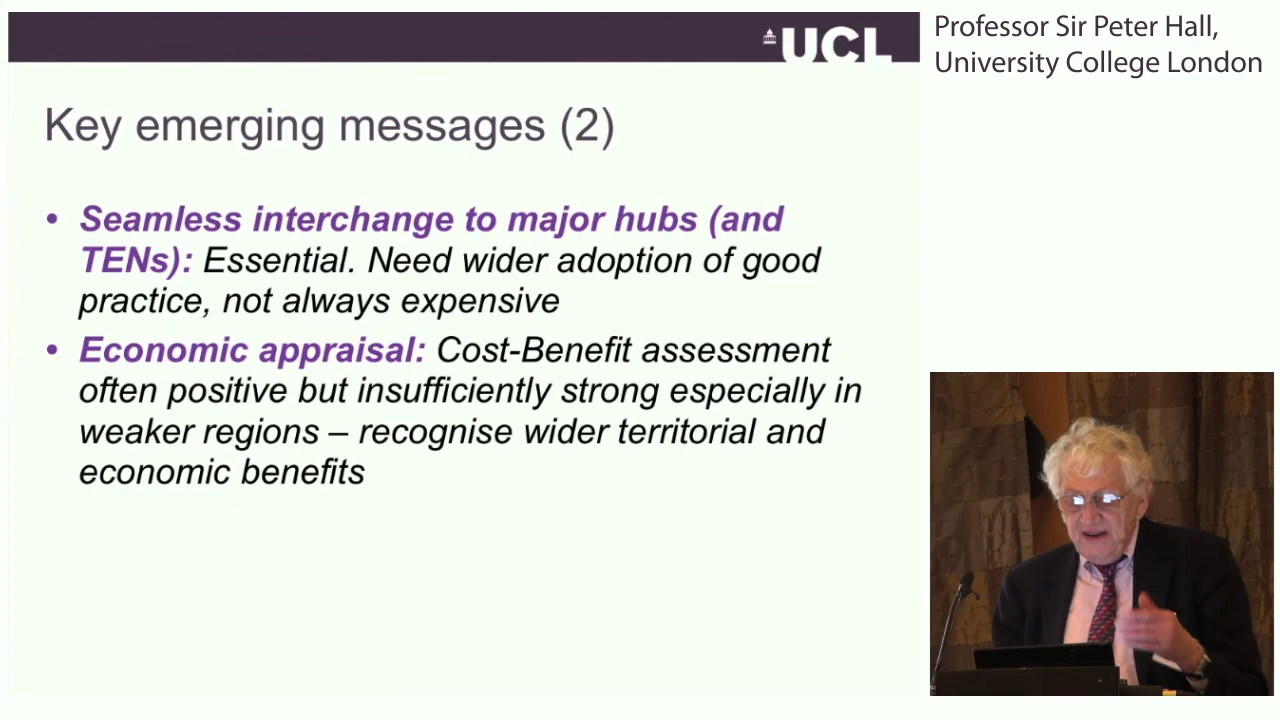 UCL
Professor Sir Peter Hall,
University College London
Key emerging messages (2)
• Seamless interchange to major hubs (and
TENs): Essential. Need wider adoption of good
practice, not always expensive
• Economic appraisal: Cost-Benefit assessment
often positive but insufficiently strong especially in
weaker regions – recognise wider territorial and
economic benefits